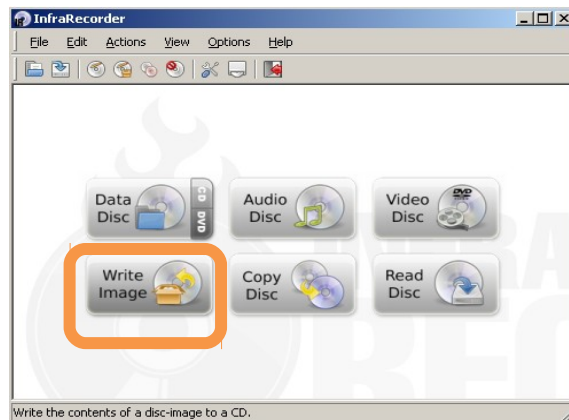 InfraRecorder
File Edit Actions View Options Help
Data Disc CD DVD
Audio Disc
Video Disc DVD
Write Image
Copy Disc
Read Disc
Write the contents of a disc-image to a CD.